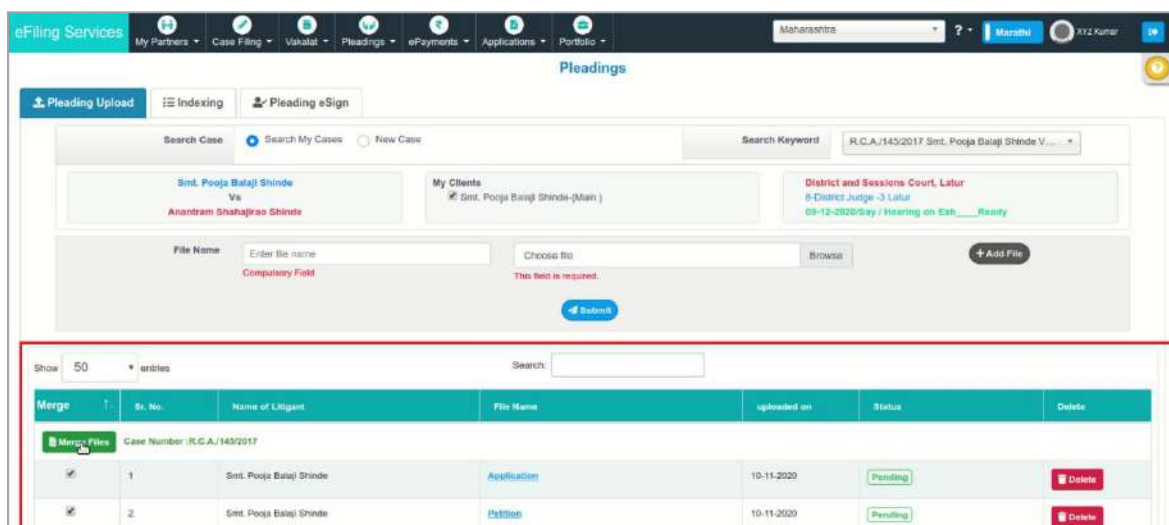 eFiling Services My Partners Case Filing Vakalat Pleadings ePayments Applications Portfolio Maharashtra ? Marathi XYZ Kumar
Pleadings
Pleading Upload Indexing Pleading eSign
Search Case Search My Cases New Case Search Keyword R.C.A./145/2017 Smt. Pooja Balaji Shinde V...
Smt. Pooja Balaji Shinde
Vs
Anantram Shahajirao Shinde
My Clients
Smt. Pooja Balaji Shinde-(Main )
District and Sessions Court, Latur
8-District Judge -3 Latur
09-12-2020/Say / Hearing on Exh____Ready
File Name Enter file name Choose file Browse + Add File
Compulsory Field This field is required.
Submit
Show 50 entries Search:
Merge Sr. No. Name of Litigant File Name uploaded on Status Delete
Merge Files Case Number :R.C.A./145/2017
1 Smt. Pooja Balaji Shinde Application 10-11-2020 Pending Delete
2 Smt. Pooja Balaji Shinde Petition 10-11-2020 Pending Delete